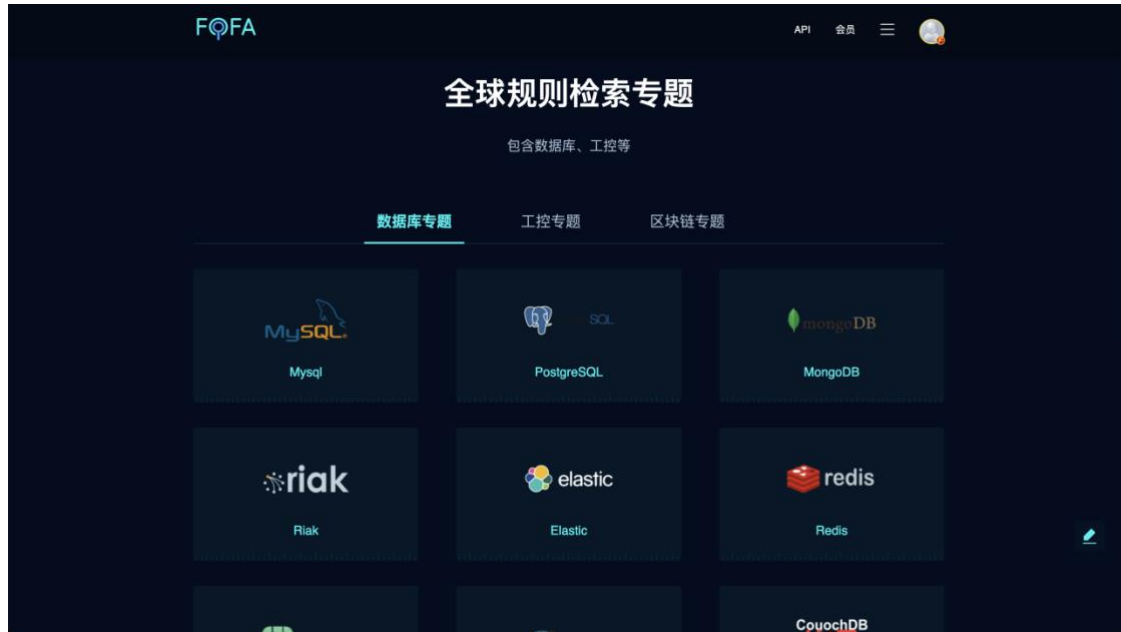 FOFA
API 会员
全球规则检索专题
包含数据库、工控等
数据库专题 工控专题 区块链专题
MySQL® SQL mongoDB
Mysql PostgreSQL MongoDB
riak elastic redis
Riak Elastic Redis
CouochDB